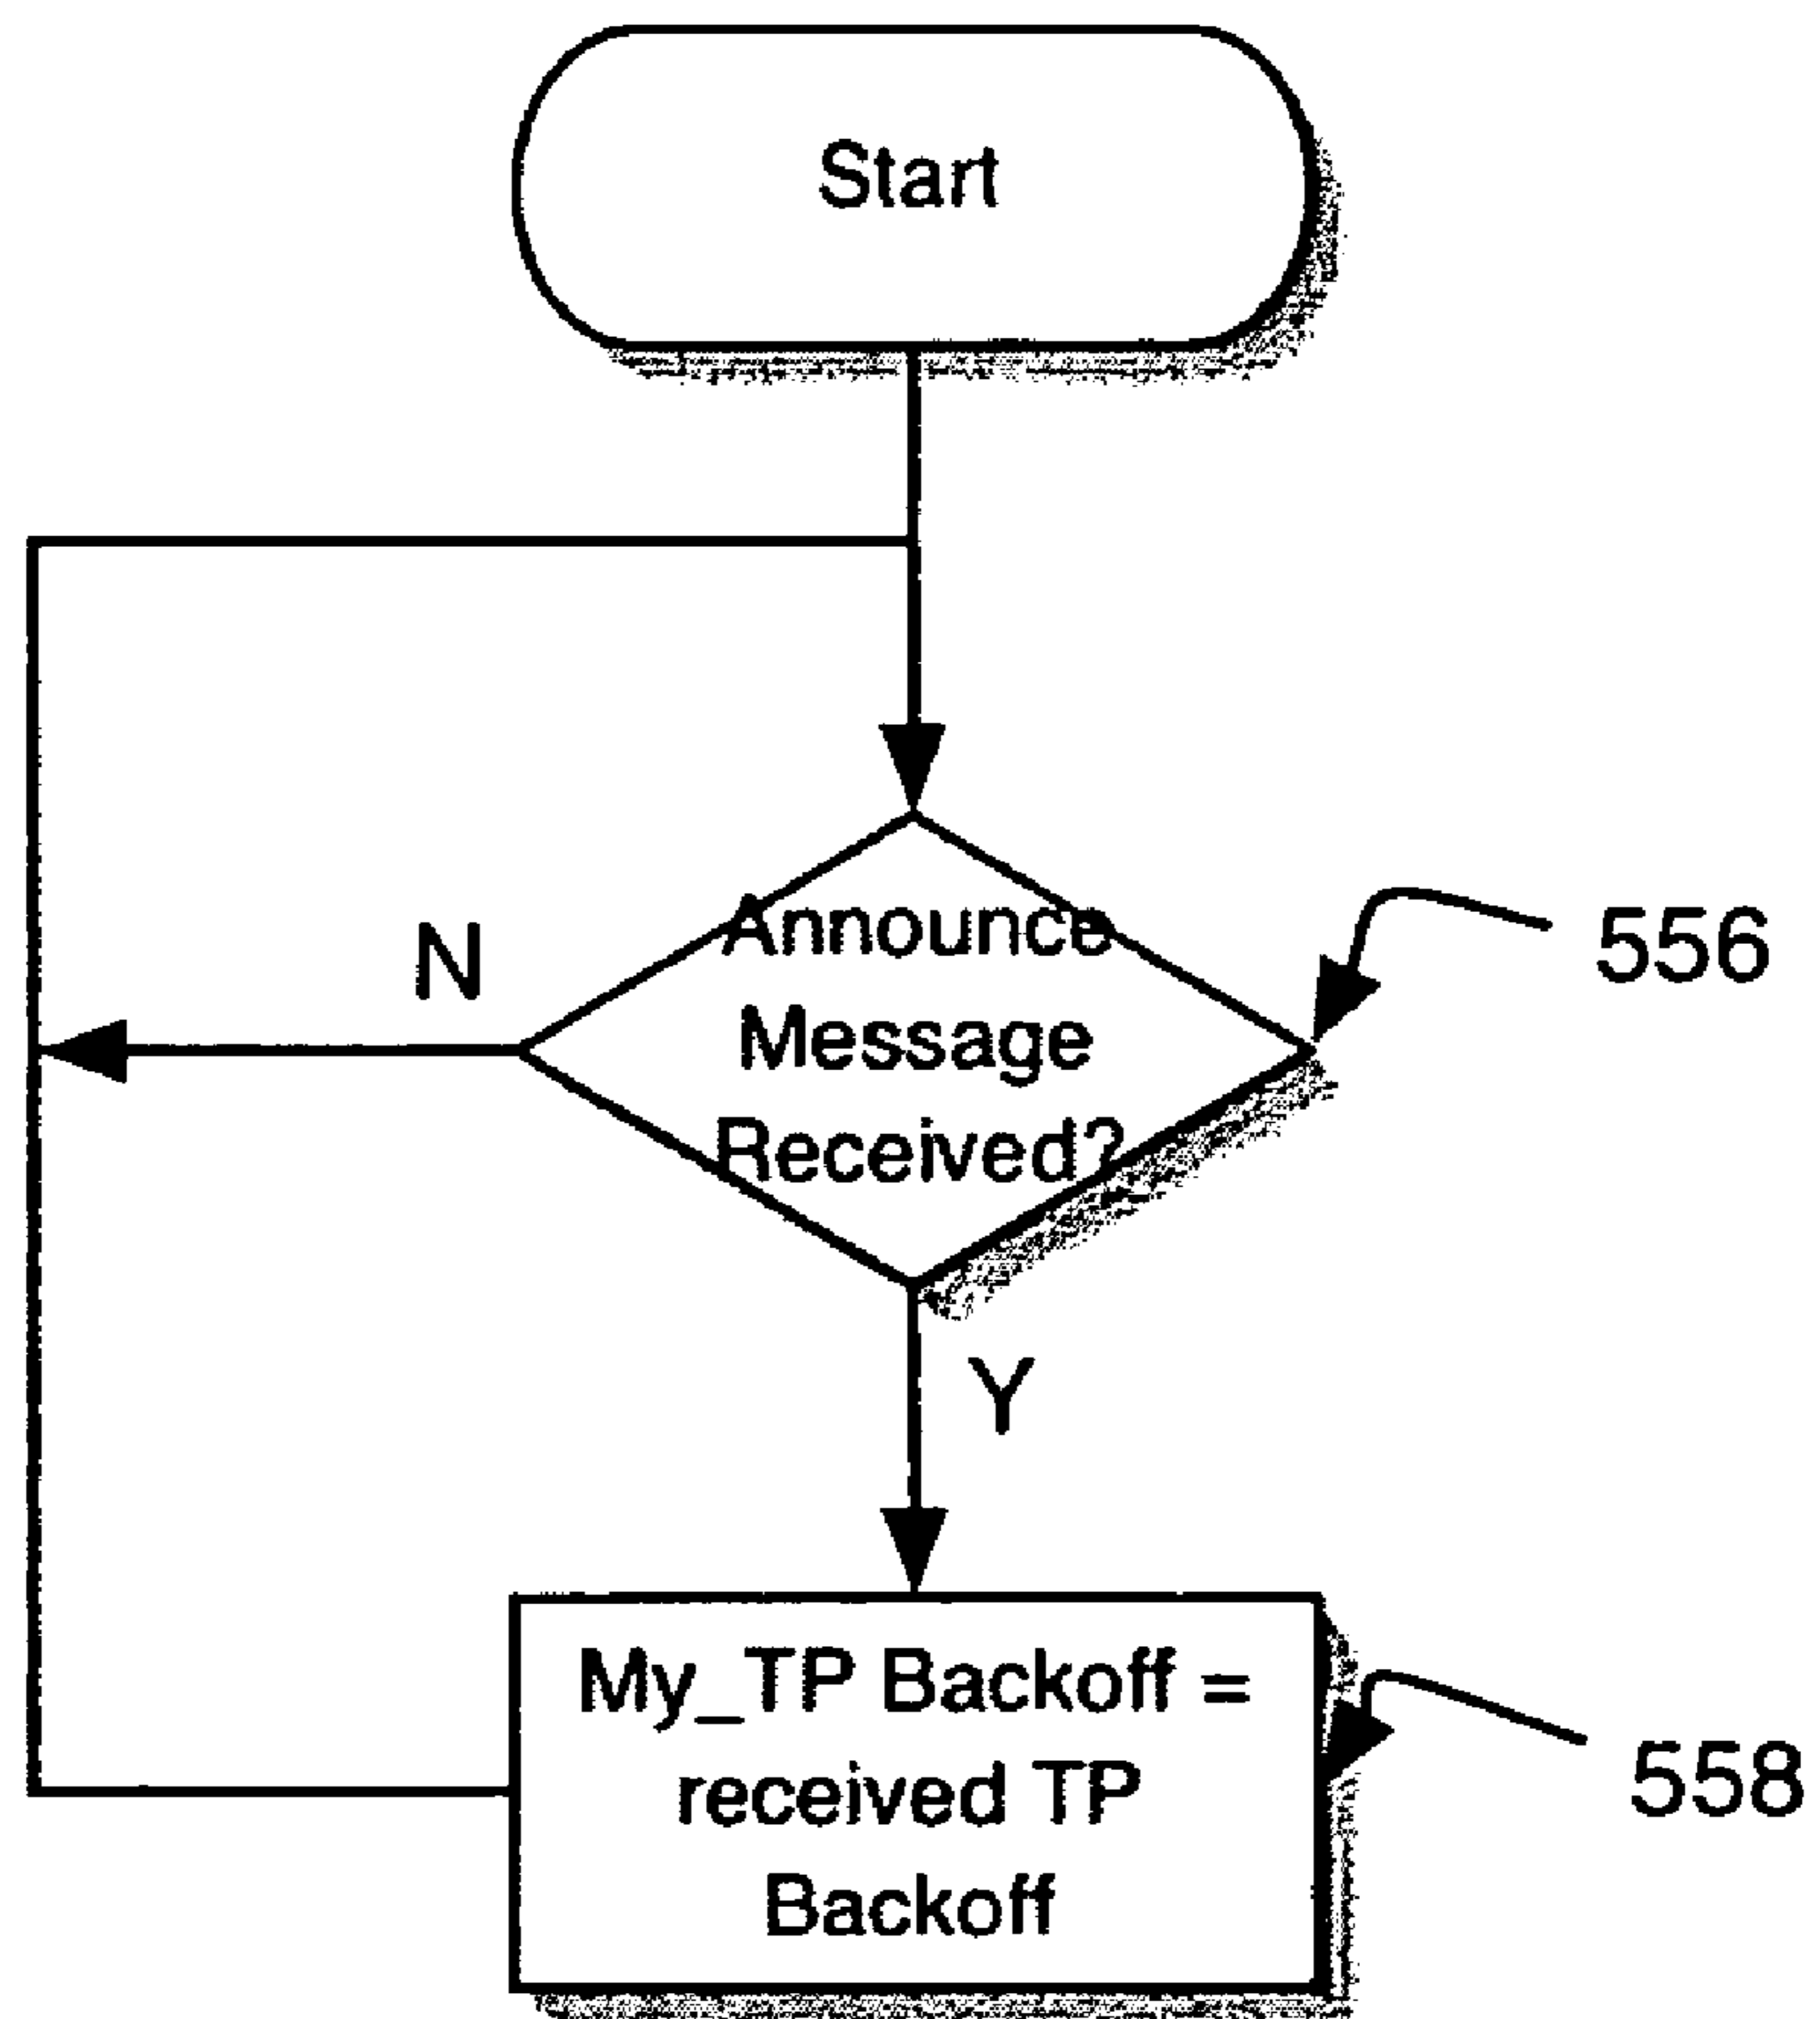 Start
N
Announce
Message
Received?
556
Y
My_TP Backoff =
received TP
Backoff
558